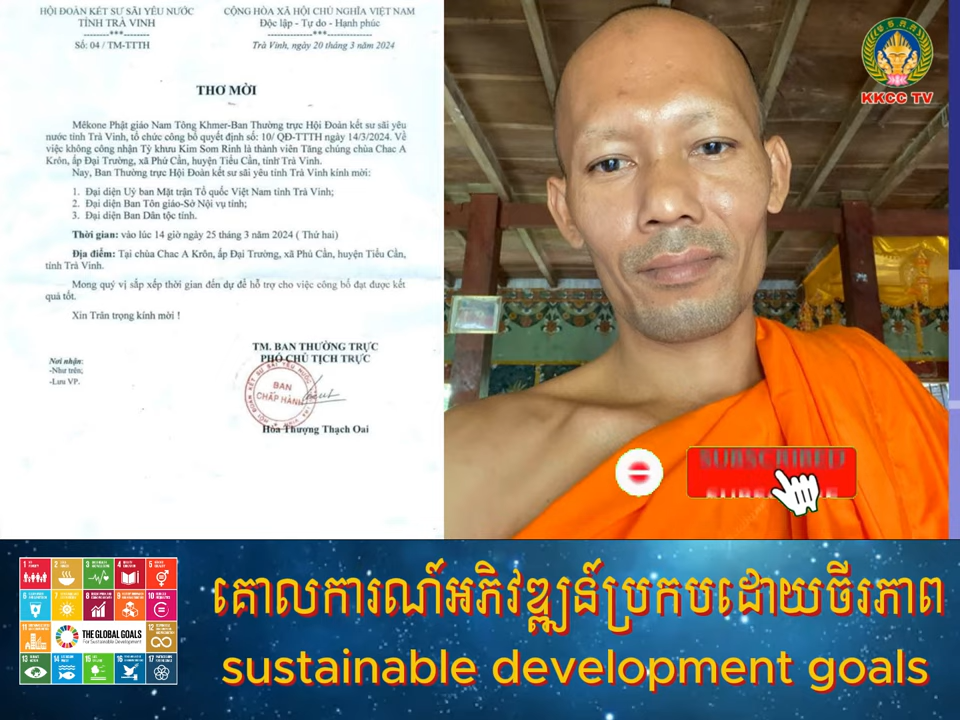 HỘI ĐOÀN KẾT SƯ SÃI YÊU NƯỚC
TỈNH TRÀ VINH
--------***--------
Số: 04 / TM-TTTH
CỘNG HÒA XÃ HỘI CHỦ NGHĨA VIỆT NAM
Độc lập - Tự do - Hạnh phúc
-------------***-------------
Trà Vinh, ngày 20 tháng 3 năm 2024
THƠ MỜI
Mêkone Phật giáo Nam Tông Khmer-Ban Thường trực Hội Đoàn kết sư sãi yêu
nước tỉnh Trà Vinh, tổ chức công bố quyết định số: 10/ QĐ-TTTH ngày 14/3/2024. Về
việc không công nhận Tỳ khưu Kim Som Rinh là thành viên Tăng chúng chùa Chac A
Krôn, ấp Đại Trường, xã Phú Cần, huyện Tiểu Cần, tỉnh Trà Vinh.
Nay, Ban Thường trực Hội Đoàn kết sư sãi yêu tỉnh Trà Vinh kính mời:
1. Đại diện Uỷ ban Mặt trận Tổ quốc Việt Nam tỉnh Trà Vinh;
2. Đại diện Ban Tôn giáo-Sở Nội vụ tỉnh;
3. Đại diện Ban Dân tộc tỉnh.
Thời gian: vào lúc 14 giờ ngày 25 tháng 3 năm 2024 ( Thứ hai)
Địa điểm: Tại chùa Chac A Krôn, ấp Đại Trường, xã Phú Cần, huyện Tiểu Cần,
tỉnh Trà Vinh.
Mong quý vị sắp xếp thời gian đến dự để hỗ trợ cho việc công bố đạt được kết
quả tốt.
Xin Trân trọng kính mời !
Nơi nhận:
-Như trên;
-Lưu VP.
TM. BAN THƯỜNG TRỰC
PHÓ CHỦ TỊCH TRỰC
BAN
CHẤP HÀNH
Hòa Thượng Thạch Oai
KKCC TV
SUBSCRIBED
THE GLOBAL GOALS
For Sustainable Development
គោលការណ៍អភិវឌ្ឍន៍ប្រកបដោយចីរភាព
sustainable development goals